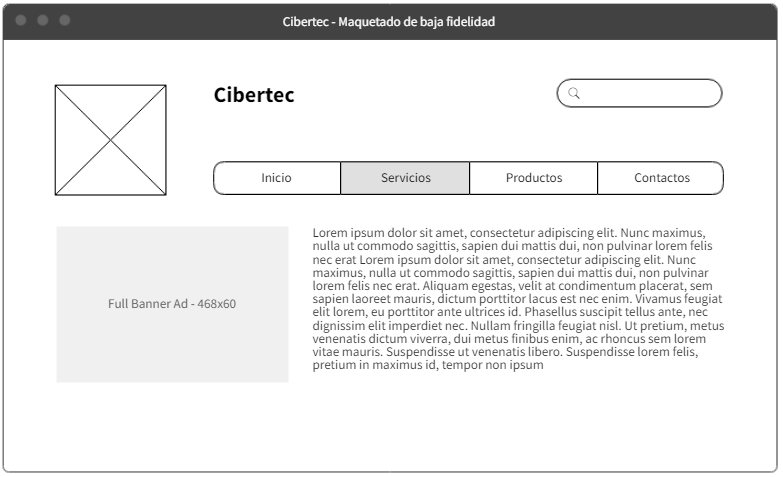 Cibertec - Maquetado de baja fidelidad
Cibertec
Inicio
Servicios
Productos
Contactos
Full Banner Ad - 468x60
Lorem ipsum dolor sit amet, consectetur adipiscing elit. Nunc maximus,
nulla ut commodo sagittis, sapien dui mattis dui, non pulvinar lorem felis
nec erat Lorem ipsum dolor sit amet, consectetur adipiscing elit. Nunc
maximus, nulla ut commodo sagittis, sapien dui mattis dui, non pulvinar
lorem felis nec erat. Aliquam egestas, velit at condimentum placerat, sem
sapien laoreet mauris, dictum porttitor lacus est nec enim. Vivamus feugiat
elit lorem, eu porttitor ante ultrices id. Phasellus suscipit tellus ante, nec
dignissim elit imperdiet nec. Nullam fringilla feugiat nisl. Ut pretium, metus
venenatis dictum viverra, dui metus finibus enim, ac rhoncus sem lorem
vitae mauris. Suspendisse ut venenatis libero. Suspendisse lorem felis,
pretium in maximus id, tempor non ipsum